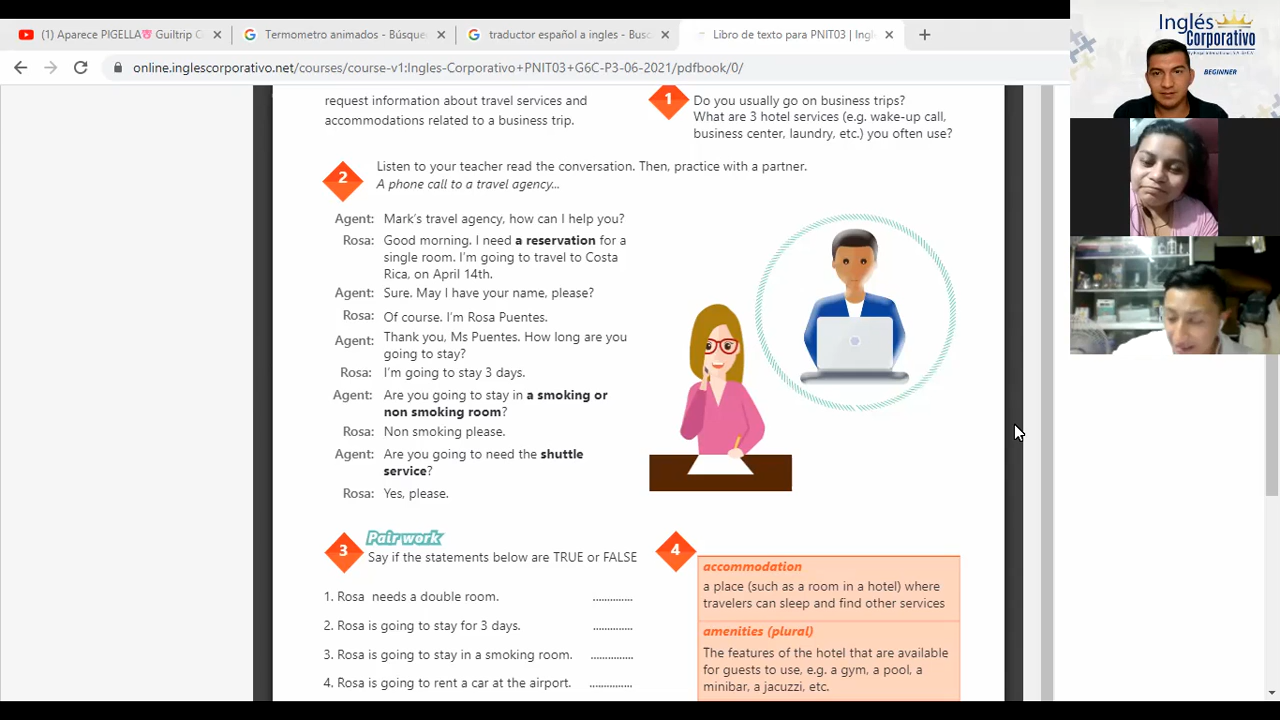 (1) Aparece PIGELLA🌸 Guiltrip C
Termometro animados - Búsque
traductor español a ingles - Bus
Libro de texto para PNIT03 | Ingl
online.inglescorporativo.net/courses/course-v1:Ingles-Corporativo+PNIT03+G6C-P3-06-2021/pdfbook/0/
Inglés
Corporativo
BEGINNER
request information about travel services and
accommodations related to a business trip.
1
Do you usually go on business trips?
What are 3 hotel services (e.g. wake-up call,
business center, laundry, etc.) you often use?
2
Listen to your teacher read the conversation. Then, practice with a partner.
A phone call to a travel agency...
Agent: Mark's travel agency, how can I help you?
Rosa: Good morning. I need a reservation for a
single room. I'm going to travel to Costa
Rica, on April 14th.
Agent: Sure. May I have your name, please?
Rosa: Of course. I'm Rosa Puentes.
Agent: Thank you, Ms Puentes. How long are you
going to stay?
Rosa: I'm going to stay 3 days.
Agent: Are you going to stay in a smoking or
non smoking room?
Rosa: Non smoking please.
Agent: Are you going to need the shuttle
service?
Rosa: Yes, please.
3
Pair work
Say if the statements below are TRUE or FALSE
1. Rosa needs a double room. ..............
2. Rosa is going to stay for 3 days. ..............
3. Rosa is going to stay in a smoking room. ..............
4. Rosa is going to rent a car at the airport. ..............
4
accommodation
a place (such as a room in a hotel) where
travelers can sleep and find other services
amenities (plural)
The features of the hotel that are available
for guests to use, e.g. a gym, a pool, a
minibar, a jacuzzi, etc.